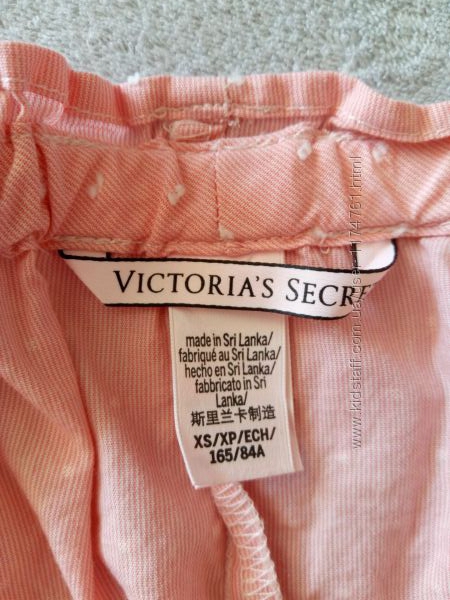 VICTORIA'S SECRE
made in Sri Lanka/
fabriqué au Sri Lanka/
hecho en Sri Lanka/
fabbricato in Sri
Lanka/
斯里兰卡制造
XS/XP/ECH/
165/84A